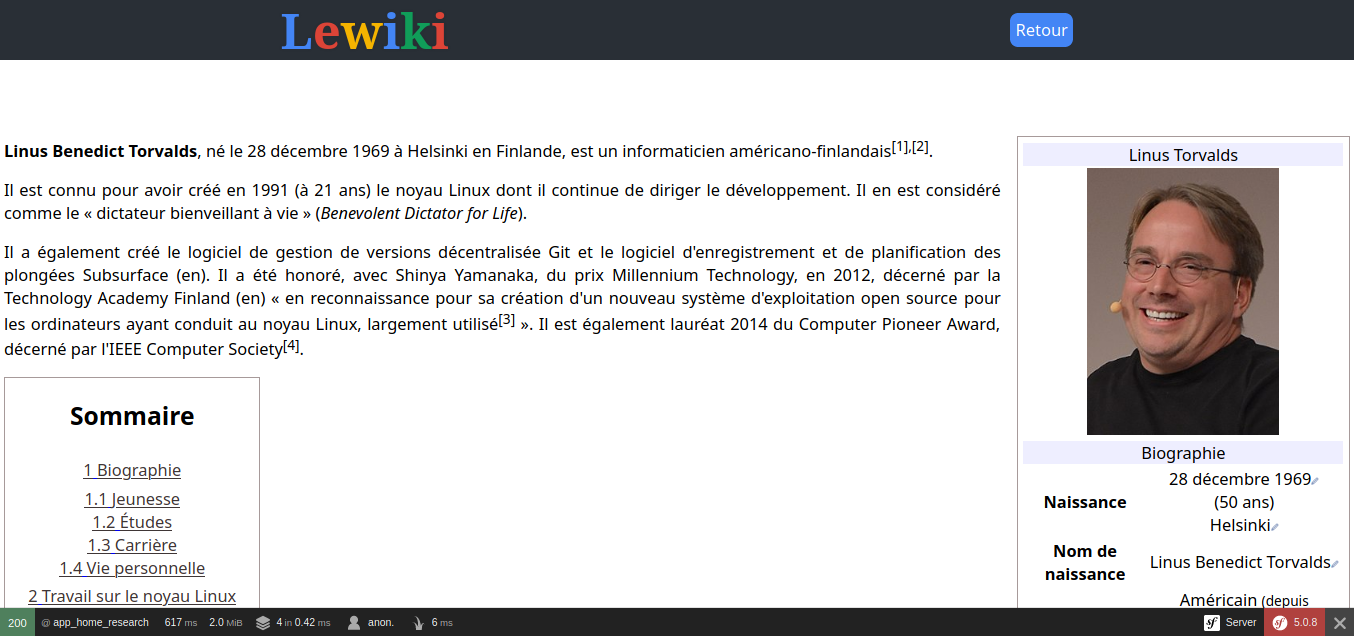 Lewiki
Retour
Linus Benedict Torvalds, né le 28 décembre 1969 à Helsinki en Finlande, est un informaticien américano-finlandais[1],[2].
Il est connu pour avoir créé en 1991 (à 21 ans) le noyau Linux dont il continue de diriger le développement. Il en est considéré
comme le « dictateur bienveillant à vie » (Benevolent Dictator for Life).
Il a également créé le logiciel de gestion de versions décentralisée Git et le logiciel d'enregistrement et de planification des
plongées Subsurface (en). Il a été honoré, avec Shinya Yamanaka, du prix Millennium Technology, en 2012, décerné par la
Technology Academy Finland (en) « en reconnaissance pour sa création d'un nouveau système d'exploitation open source pour
les ordinateurs ayant conduit au noyau Linux, largement utilisé[3] ». Il est également lauréat 2014 du Computer Pioneer Award,
décerné par l'IEEE Computer Society[4].
Sommaire
1 Biographie
1.1 Jeunesse
1.2 Études
1.3 Carrière
1.4 Vie personnelle
2 Travail sur le noyau Linux
Linus Torvalds
Biographie
Naissance
28 décembre 1969
(50 ans)
Helsinki
Nom de
naissance
Linus Benedict Torvalds
Américain (depuis
200 @ app_home_research 617 ms 2.0 MiB 4 in 0.42 ms anon. 6 ms sf Server sf 5.0.8